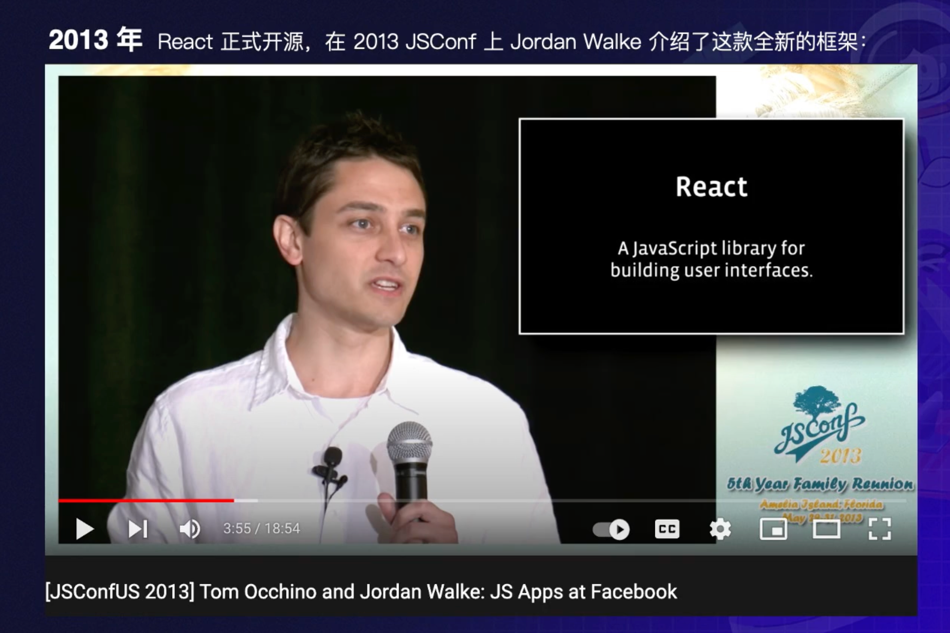 2013 年 React 正式开源，在 2013 JSConf 上 Jordan Walke 介绍了这款全新的框架：
React
A JavaScript library for
building user interfaces.
JSConf
2013
5th Year Family Reunion
Amelia Island, Florida
May 29-31, 2013
3:55 / 18:54
CC
[JSConfUS 2013] Tom Occhino and Jordan Walke: JS Apps at Facebook